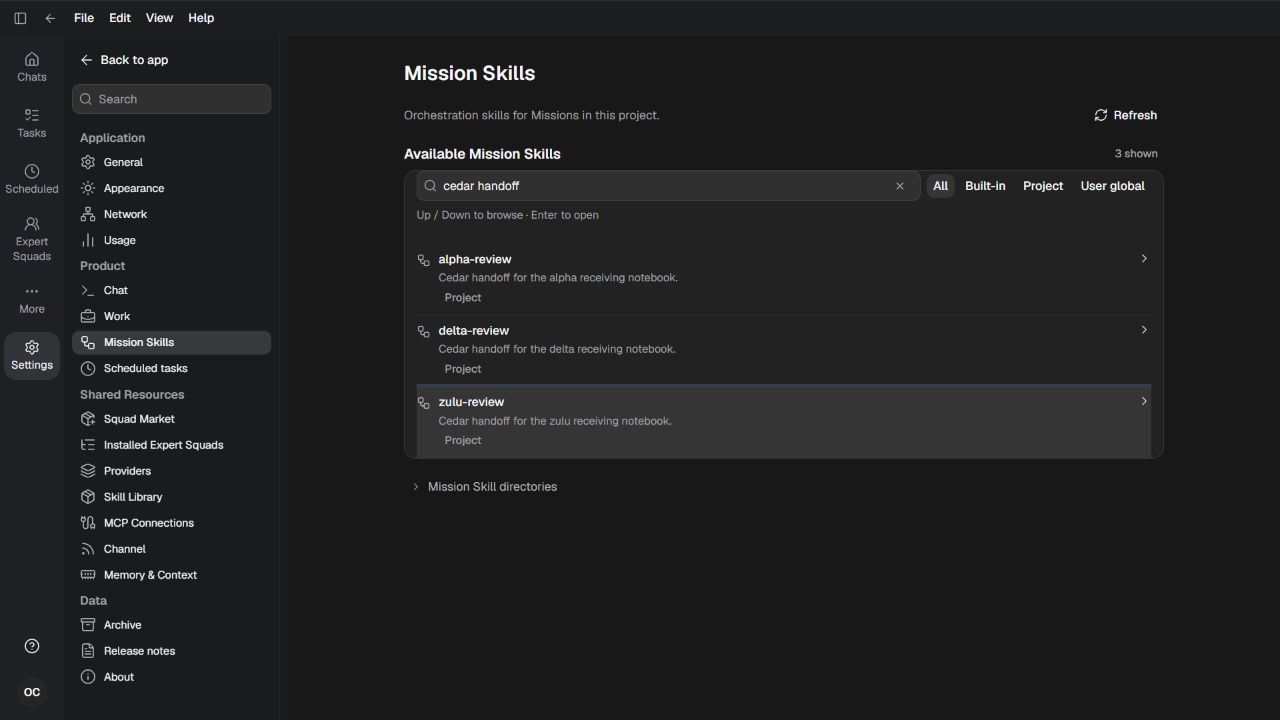 File Edit View Help
Chats
Tasks
Scheduled
Expert
Squads
More
Settings
OC
Back to app
Search
Application
General
Appearance
Network
Usage
Product
Chat
Work
Mission Skills
Scheduled tasks
Shared Resources
Squad Market
Installed Expert Squads
Providers
Skill Library
MCP Connections
Channel
Memory & Context
Data
Archive
Release notes
About
Mission Skills
Orchestration skills for Missions in this project.
Refresh
Available Mission Skills
3 shown
cedar handoff
All Built-in Project User global
Up / Down to browse · Enter to open
alpha-review
Cedar handoff for the alpha receiving notebook.
Project
delta-review
Cedar handoff for the delta receiving notebook.
Project
zulu-review
Cedar handoff for the zulu receiving notebook.
Project
Mission Skill directories